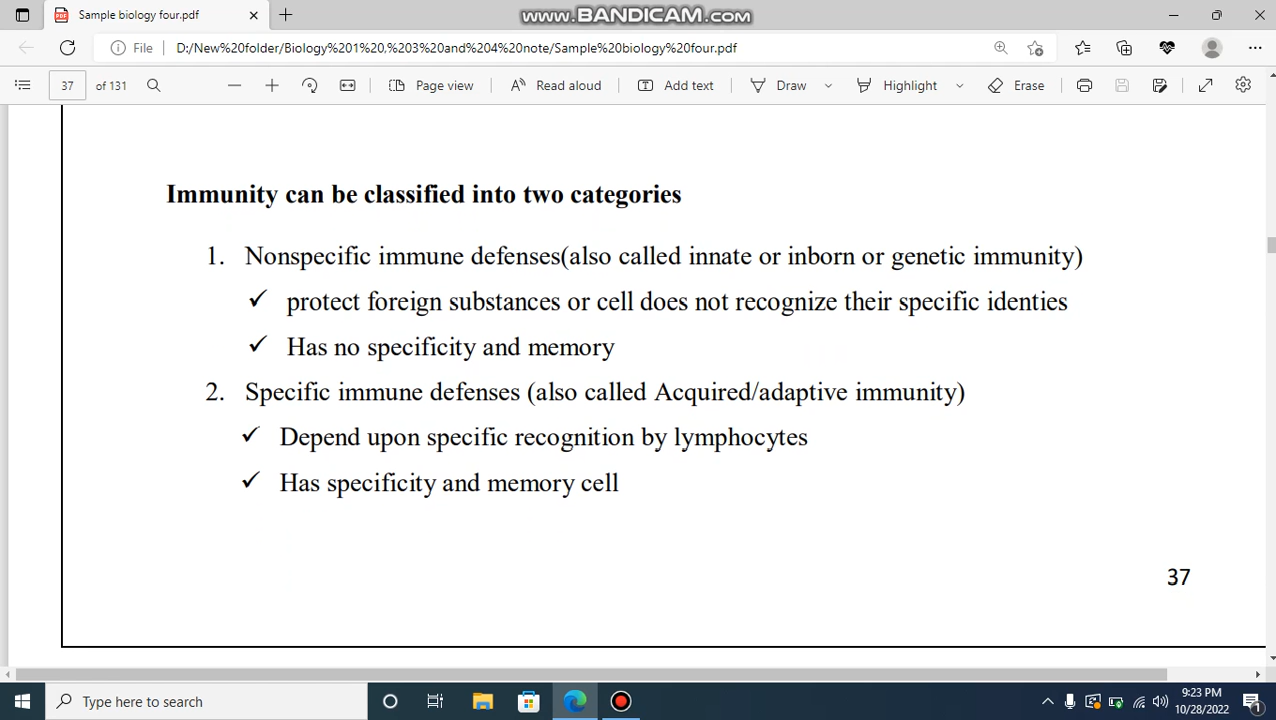 Sample biology four.pdf
www.BANDICAM.com
File D:/New%20folder/Biology%201%20.%203%20and%204%20note/Sample%20biology%20four.pdf
37 of 131 Page view Read aloud Add text Draw Highlight Erase
Immunity can be classified into two categories
1. Nonspecific immune defenses(also called innate or inborn or genetic immunity)
✓ protect foreign substances or cell does not recognize their specific identies
✓ Has no specificity and memory
2. Specific immune defenses (also called Acquired/adaptive immunity)
✓ Depend upon specific recognition by lymphocytes
✓ Has specificity and memory cell
37
Type here to search
9:23 PM
10/28/2022
1